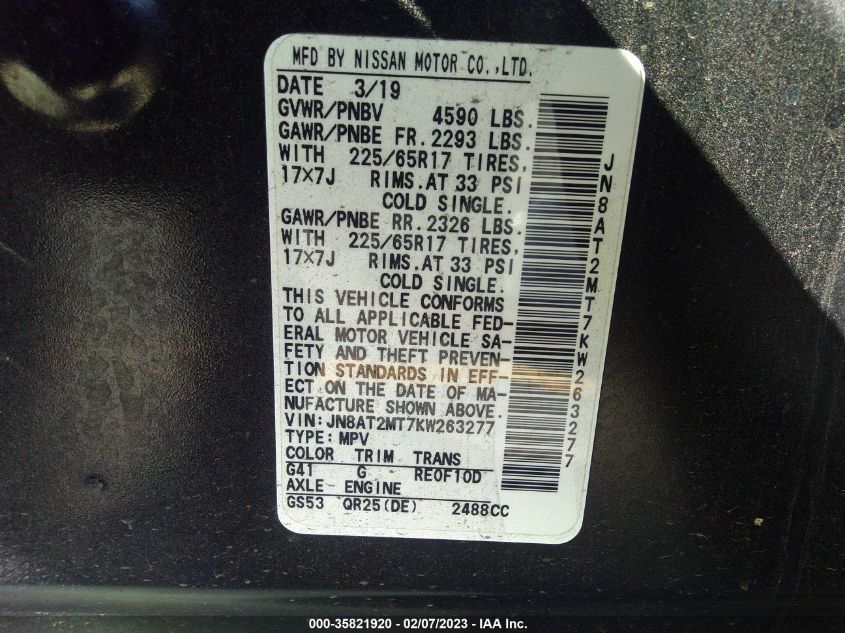 MFD BY NISSAN MOTOR CO.,LTD.
DATE 3/19
GVWR/PNBV 4590 LBS.
GAWR/PNBE FR. 2293 LBS.
WITH 225/65R17 TIRES,
17X7J RIMS. AT 33 PSI
COLD SINGLE.
GAWR/PNBE RR. 2326 LBS.
WITH 225/65R17 TIRES,
17X7J RIMS. AT 33 PSI
COLD SINGLE.
THIS VEHICLE CONFORMS
TO ALL APPLICABLE FED-
ERAL MOTOR VEHICLE SA-
FETY AND THEFT PREVEN-
TION STANDARDS IN EFF-
ECT ON THE DATE OF MA-
NUFACTURE SHOWN ABOVE.
VIN: JN8AT2MT7KW263277
TYPE: MPV
COLOR TRIM TRANS
G41 G RE0F10D
AXLE ENGINE
GS53 QR25(DE) 2488CC
JN8AT2MT7KW263277
000-35821920 - 02/07/2023 - IAA Inc.